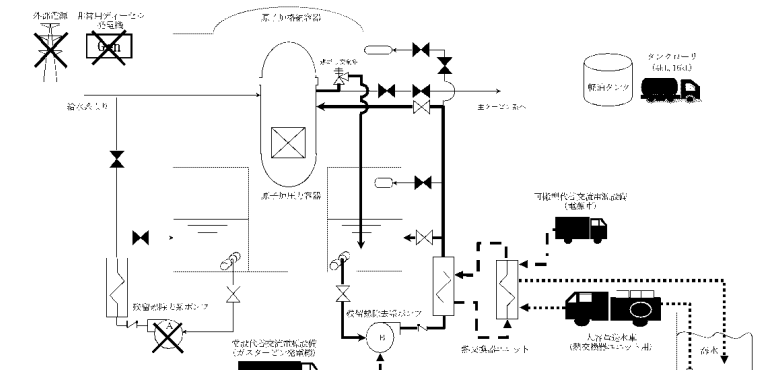 外部電源
非常用ディーゼル
発電機
Gen
原子炉格納容器
タンクローリ
(4kL, 16kL)
軽油タンク
給水系より
主タービン系へ
原子炉圧力容器
可搬型代替交流電源設備
(電源車)
残留熱除去系ポンプ
A
残留熱除去系ポンプ
B
熱交換器ユニット
大容量送水車
(熱交換器ユニット用)
海水
常設代替交流電源設備
(ガスタービン発電機)